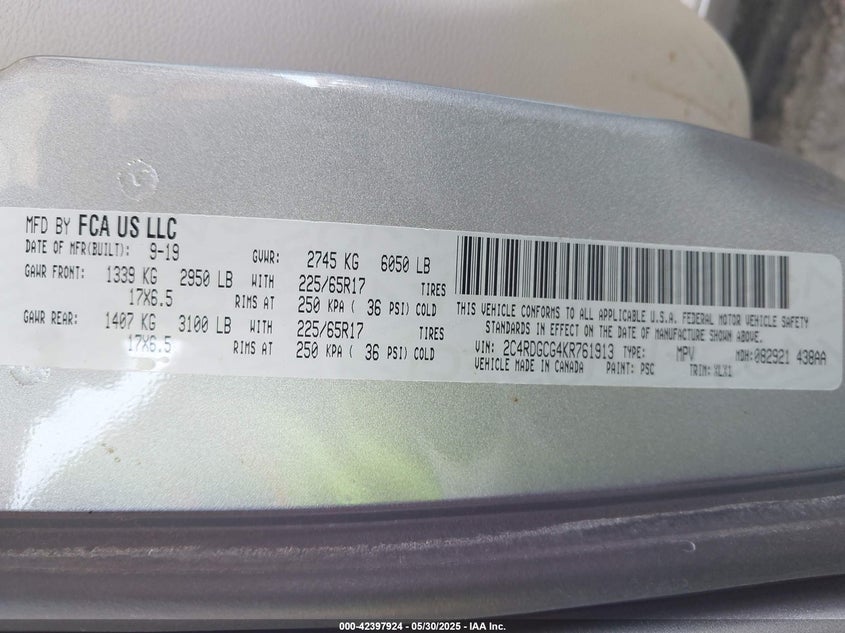 MFD BY FCA US LLC
DATE OF MFR(BUILT): 9-19 GVWR: 2745 KG 6050 LB
GAWR FRONT: 1339 KG 2950 LB WITH 225/65R17 TIRES
17X6.5 RIMS AT 250 KPA ( 36 PSI) COLD
GAWR REAR: 1407 KG 3100 LB WITH 225/65R17 TIRES
17X6.5 RIMS AT 250 KPA ( 36 PSI) COLD
THIS VEHICLE CONFORMS TO ALL APPLICABLE U.S.A. FEDERAL MOTOR VEHICLE SAFETY
STANDARDS IN EFFECT ON THE DATE OF MANUFACTURE SHOWN ABOVE.
VIN: 2C4RDGCG4KR761913 TYPE: MPV MDH: 082921 438AA
VEHICLE MADE IN CANADA PAINT: PSC TRIM: XLX1
000-42397924 — 05/30/2025 — IAA Inc.